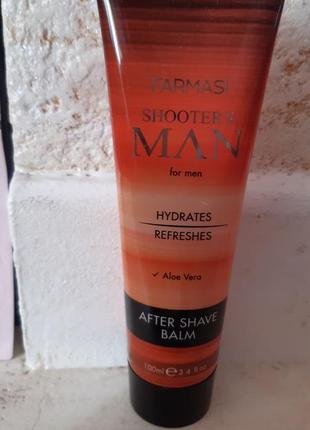 FARMASI
SHOOTER'S
MAN
for men
HYDRATES
REFRESHES
✓ Aloe Vera
AFTER SHAVE
BALM
100ml ℮ 3 4 fl oz